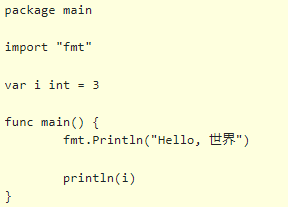 package main
import "fmt"
var i int = 3
func main() {
fmt.Println("Hello, 世界")
println(i)
}